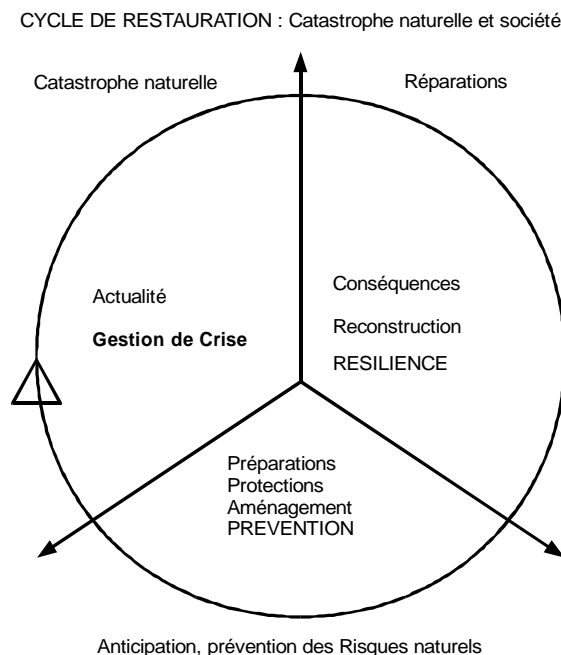 CYCLE DE RESTAURATION : Catastrophe naturelle et société
Catastrophe naturelle
Réparations
Actualité
Gestion de Crise
Conséquences
Reconstruction
RESILIENCE
Préparations
Protections
Aménagement
PREVENTION
Anticipation, prévention des Risques naturels